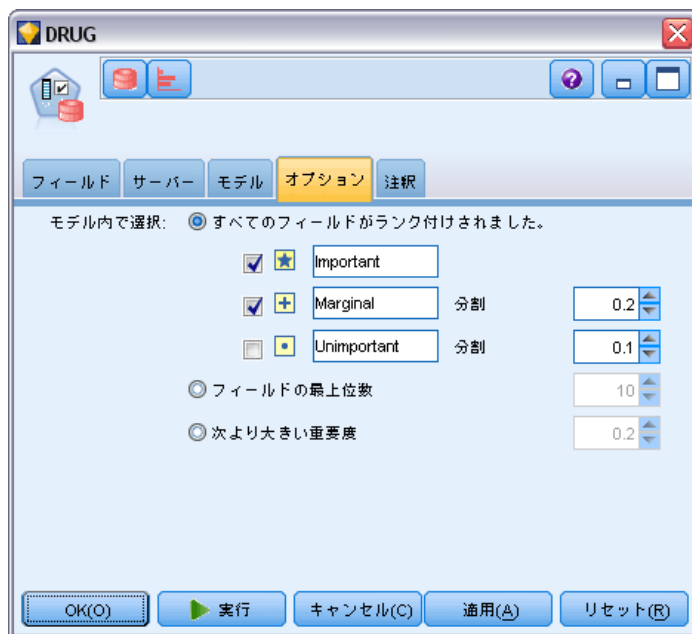 DRUG
フィールド サーバー モデル オプション 注釈
モデル内で選択: すべてのフィールドがランク付けされました。
Important
Marginal 分割 0.2
Unimportant 分割 0.1
フィールドの最上位数 10
次より大きい重要度 0.2
OK(O) 実行 キャンセル(C) 適用(A) リセット(R)